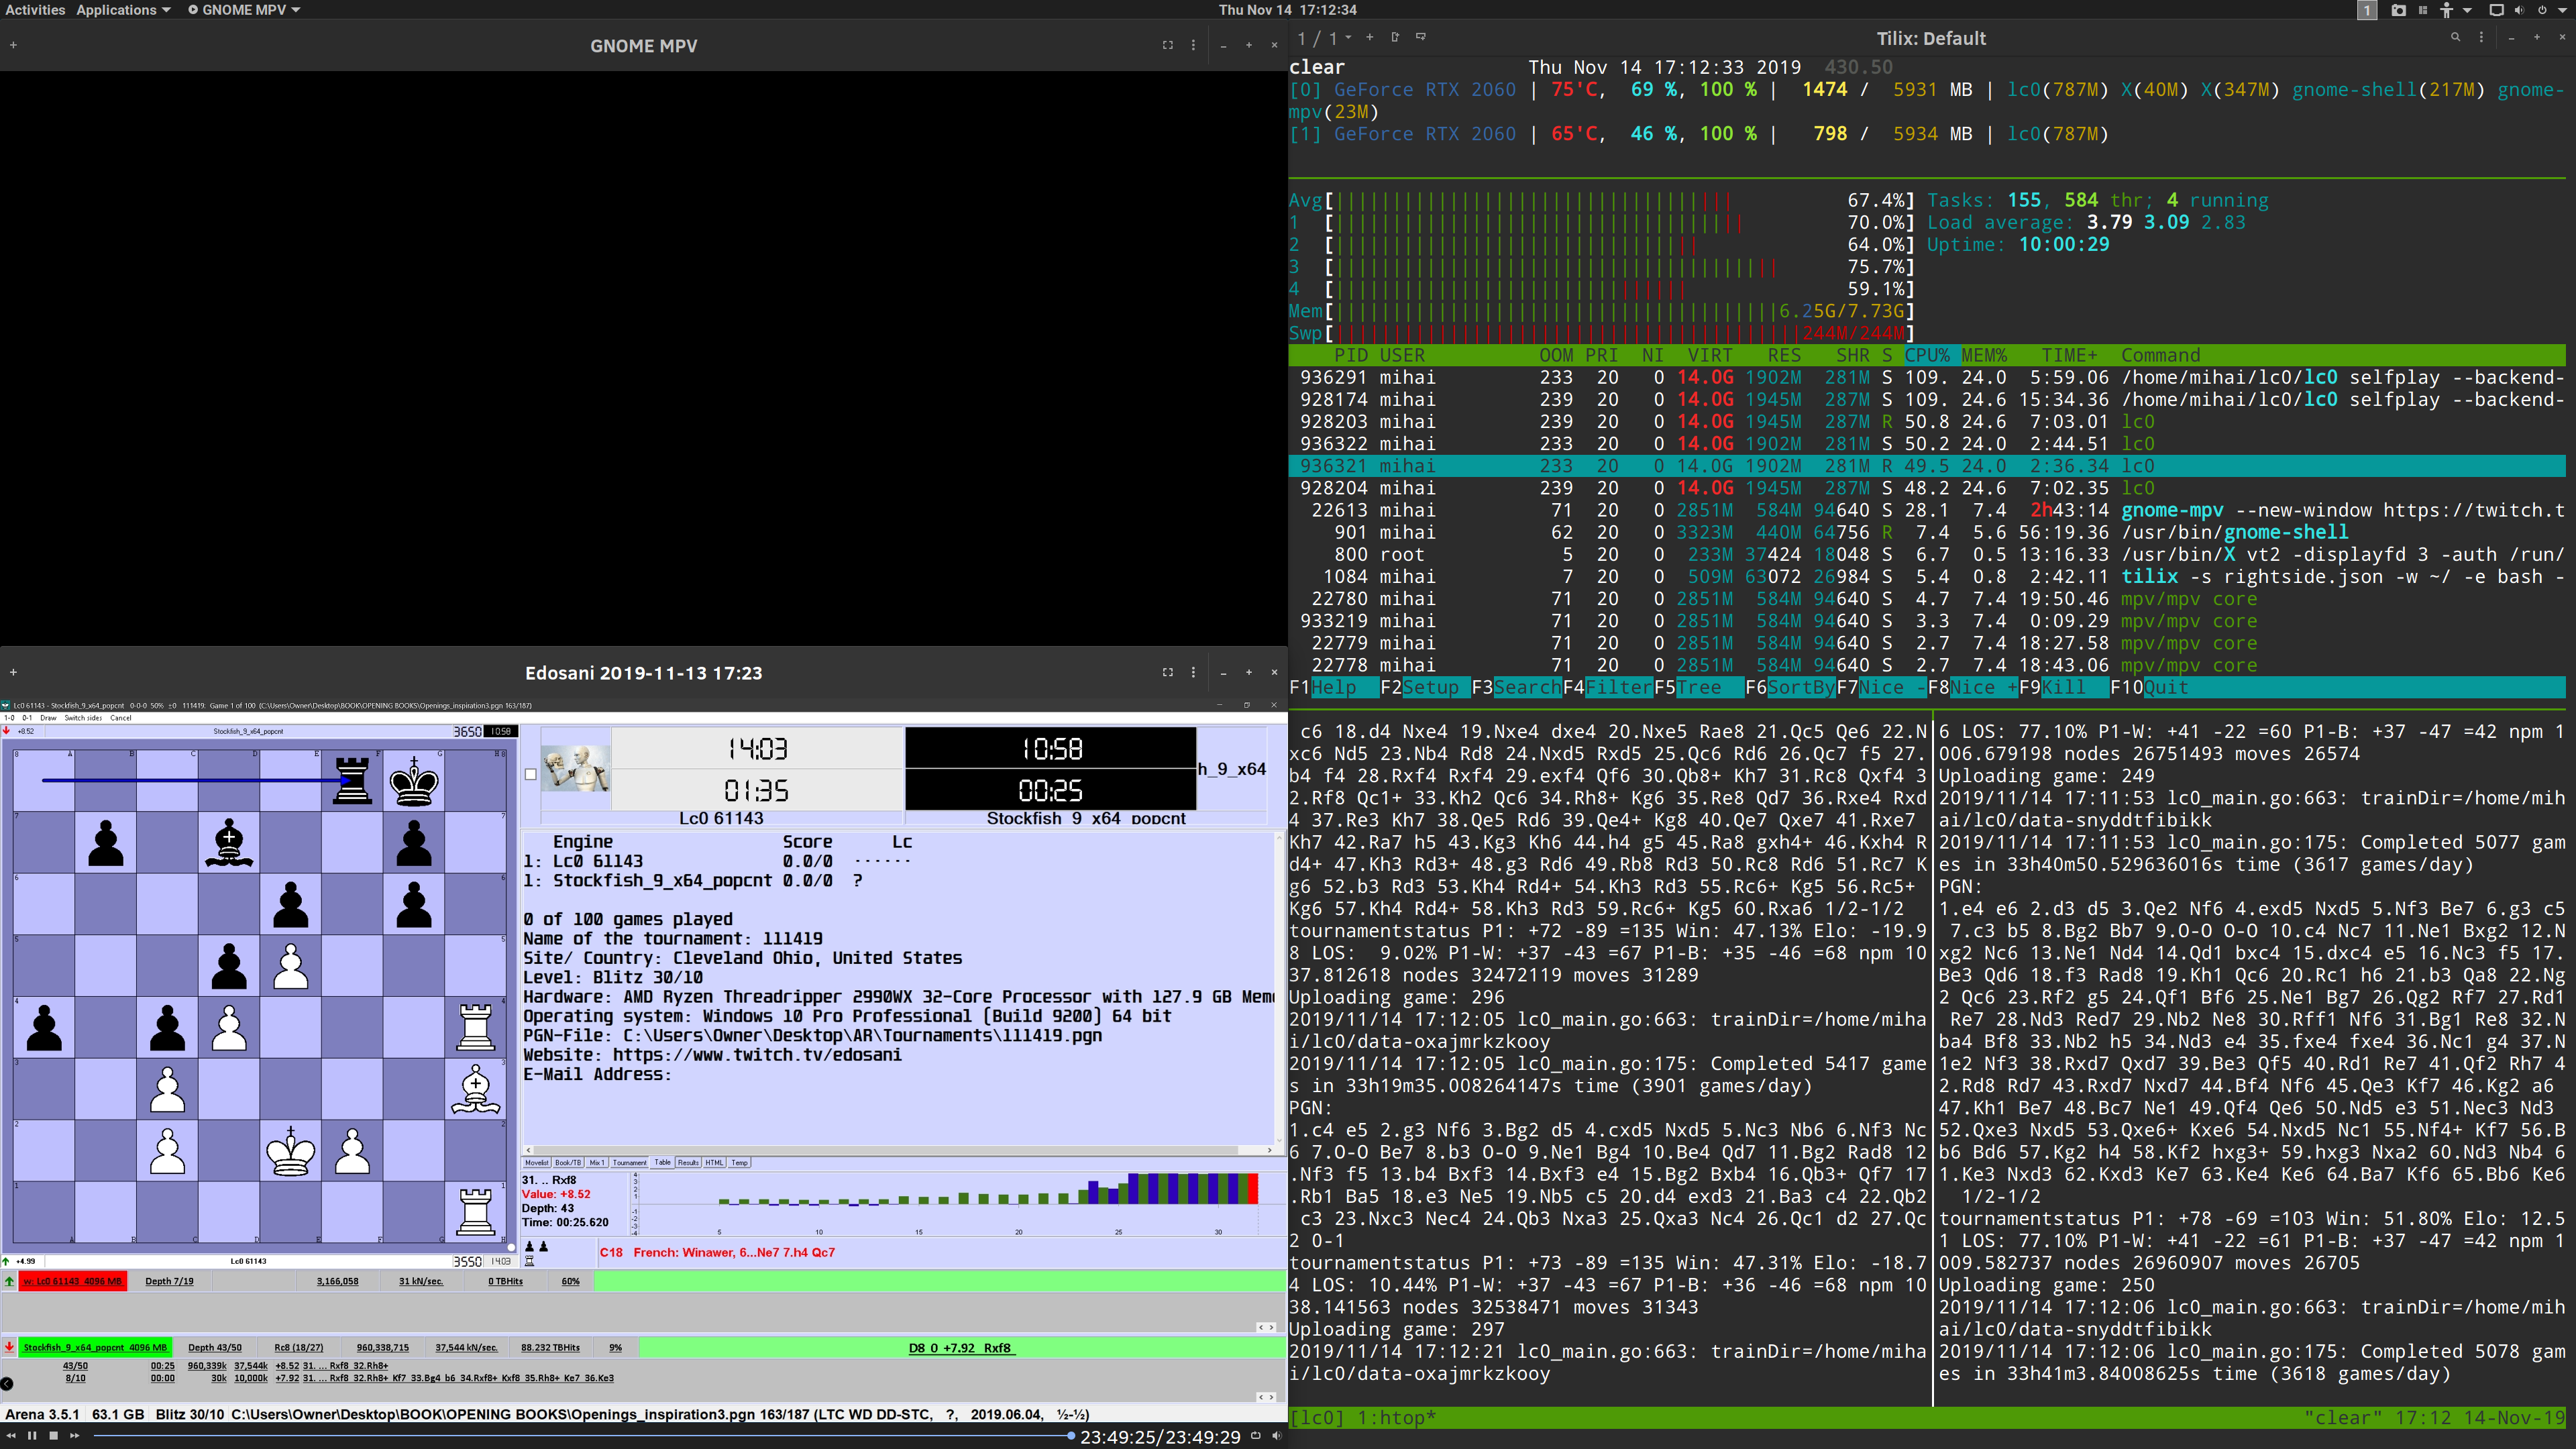 Activities Applications GNOME MPV Thu Nov 14 17:12:34 1
GNOME MPV
1 / 1 Tilix: Default
clear Thu Nov 14 17:12:33 2019 430.50
[0] GeForce RTX 2060 | 75'C, 69 %, 100 % | 1474 / 5931 MB | lc0(787M) X(40M) X(347M) gnome-shell(217M) gnome-
mpv(23M)
[1] GeForce RTX 2060 | 65'C, 46 %, 100 % | 798 / 5934 MB | lc0(787M)
Avg[ 67.4%] Tasks: 155, 584 thr; 4 running
1 [ 70.0%] Load average: 3.79 3.09 2.83
2 [ 64.0%] Uptime: 10:00:29
3 [ 75.7%]
4 [ 59.1%]
Mem[ 6.25G/7.73G]
Swp[ 244M/244M]
PID USER OOM PRI NI VIRT RES SHR S CPU% MEM% TIME+ Command
936291 mihai 233 20 0 14.0G 1902M 281M S 109. 24.0 5:59.06 /home/mihai/lc0/lc0 selfplay --backend-
928174 mihai 239 20 0 14.0G 1945M 287M S 109. 24.6 15:34.36 /home/mihai/lc0/lc0 selfplay --backend-
928203 mihai 239 20 0 14.0G 1945M 287M R 50.8 24.6 7:03.01 lc0
936322 mihai 233 20 0 14.0G 1902M 281M S 50.2 24.0 2:44.51 lc0
936321 mihai 233 20 0 14.0G 1902M 281M R 49.5 24.0 2:36.34 lc0
928204 mihai 239 20 0 14.0G 1945M 287M S 48.2 24.6 7:02.35 lc0
22613 mihai 71 20 0 2851M 584M 94640 S 28.1 7.4 2h43:14 gnome-mpv --new-window https://twitch.t
901 mihai 62 20 0 3323M 440M 64756 R 7.4 5.6 56:19.36 /usr/bin/gnome-shell
800 root 5 20 0 233M 37424 18048 S 6.7 0.5 13:16.33 /usr/bin/X vt2 -displayfd 3 -auth /run/
1084 mihai 7 20 0 509M 63072 26984 S 5.4 0.8 2:42.11 tilix -s rightside.json -w ~/ -e bash -
22780 mihai 71 20 0 2851M 584M 94640 S 4.7 7.4 19:50.46 mpv/mpv core
933219 mihai 71 20 0 2851M 584M 94640 S 3.3 7.4 0:09.29 mpv/mpv core
22779 mihai 71 20 0 2851M 584M 94640 S 2.7 7.4 18:27.58 mpv/mpv core
22778 mihai 71 20 0 2851M 584M 94640 S 2.7 7.4 18:43.06 mpv/mpv core
F1Help F2Setup F3SearchF4FilterF5Tree F6SortByF7Nice -F8Nice +F9Kill F10Quit
c6 18.d4 Nxe4 19.Nxe4 dxe4 20.Nxe5 Rae8 21.Qc5 Qe6 22.N
xc6 Nd5 23.Nb4 Rd8 24.Nxd5 Rxd5 25.Qc6 Rd6 26.Qc7 f5 27.
b4 f4 28.Rxf4 Rxf4 29.exf4 Qf6 30.Qb8+ Kh7 31.Rc8 Qxf4 3
2.Rf8 Qc1+ 33.Kh2 Qc6 34.Rh8+ Kg6 35.Re8 Qd7 36.Rxe4 Rxd
4 37.Re3 Kh7 38.Qe5 Rd6 39.Qe4+ Kg8 40.Qe7 Qxe7 41.Rxe7
Kh7 42.Ra7 h5 43.Kg3 Kh6 44.h4 g5 45.Ra8 gxh4+ 46.Kxh4 R
d4+ 47.Kh3 Rd3+ 48.g3 Rd6 49.Rb8 Rd3 50.Rc8 Rd6 51.Rc7 K
g6 52.b3 Rd3 53.Kh4 Rd4+ 54.Kh3 Rd3 55.Rc6+ Kg5 56.Rc5+
Kg6 57.Kh4 Rd4+ 58.Kh3 Rd3 59.Rc6+ Kg5 60.Rxa6 1/2-1/2
tournamentstatus P1: +72 -89 =135 Win: 47.13% Elo: -19.9
8 LOS: 9.02% P1-W: +37 -43 =67 P1-B: +35 -46 =68 npm 10
37.812618 nodes 32472119 moves 31289
Uploading game: 296
2019/11/14 17:12:05 lc0_main.go:663: trainDir=/home/miha
i/lc0/data-oxajmrkzkooy
2019/11/14 17:12:05 lc0_main.go:175: Completed 5417 game
s in 33h19m35.008264147s time (3901 games/day)
PGN:
1.c4 e5 2.g3 Nf6 3.Bg2 d5 4.cxd5 Nxd5 5.Nc3 Nb6 6.Nf3 Nc
6 7.O-O Be7 8.b3 O-O 9.Ne1 Bg4 10.Be4 Qd7 11.Bg2 Rad8 12
.Nf3 f5 13.b4 Bxf3 14.Bxf3 e4 15.Bg2 Bxb4 16.Qb3+ Qf7 17
.Rb1 Ba5 18.e3 Ne5 19.Nb5 c5 20.d4 exd3 21.Ba3 c4 22.Qb2
c3 23.Nxc3 Nec4 24.Qb3 Nxa3 25.Qxa3 Nc4 26.Qc1 d2 27.Qc
2 0-1
tournamentstatus P1: +73 -89 =135 Win: 47.31% Elo: -18.7
4 LOS: 10.44% P1-W: +37 -43 =67 P1-B: +36 -46 =68 npm 10
38.141563 nodes 32538471 moves 31343
Uploading game: 297
2019/11/14 17:12:21 lc0_main.go:663: trainDir=/home/miha
i/lc0/data-oxajmrkzkooy
6 LOS: 77.10% P1-W: +41 -22 =60 P1-B: +37 -47 =42 npm 1
006.679198 nodes 26751493 moves 26574
Uploading game: 249
2019/11/14 17:11:53 lc0_main.go:663: trainDir=/home/mih
ai/lc0/data-snyddtfibikk
2019/11/14 17:11:53 lc0_main.go:175: Completed 5077 gam
es in 33h40m50.529636016s time (3617 games/day)
PGN:
1.e4 e6 2.d3 d5 3.Qe2 Nf6 4.exd5 Nxd5 5.Nf3 Be7 6.g3 c5
7.c3 b5 8.Bg2 Bb7 9.O-O O-O 10.c4 Nc7 11.Ne1 Bxg2 12.N
xg2 Nc6 13.Ne1 Nd4 14.Qd1 bxc4 15.dxc4 e5 16.Nc3 f5 17.
Be3 Qd6 18.f3 Rad8 19.Kh1 Qc6 20.Rc1 h6 21.b3 Qa8 22.Ng
2 Qc6 23.Rf2 g5 24.Qf1 Bf6 25.Ne1 Bg7 26.Qg2 Rf7 27.Rd1
Re7 28.Nd3 Red7 29.Nb2 Ne8 30.Rff1 Nf6 31.Bg1 Re8 32.N
ba4 Bf8 33.Nb2 h5 34.Nd3 e4 35.fxe4 fxe4 36.Nc1 g4 37.N
1e2 Nf3 38.Rxd7 Qxd7 39.Be3 Qf5 40.Rd1 Re7 41.Qf2 Rh7 4
2.Rd8 Rd7 43.Rxd7 Nxd7 44.Bf4 Nf6 45.Qe3 Kf7 46.Kg2 a6
47.Kh1 Be7 48.Bc7 Ne1 49.Qf4 Qe6 50.Nd5 e3 51.Nec3 Nd3
52.Qxe3 Nxd5 53.Qxe6+ Kxe6 54.Nxd5 Nc1 55.Nf4+ Kf7 56.B
b6 Bd6 57.Kg2 h4 58.Kf2 hxg3+ 59.hxg3 Nxa2 60.Nd3 Nb4 6
1.Ke3 Nxd3 62.Kxd3 Ke7 63.Ke4 Ke6 64.Ba7 Kf6 65.Bb6 Ke6
1/2-1/2
tournamentstatus P1: +78 -69 =103 Win: 51.80% Elo: 12.5
1 LOS: 77.10% P1-W: +41 -22 =61 P1-B: +37 -47 =42 npm 1
009.582737 nodes 26960907 moves 26705
Uploading game: 250
2019/11/14 17:12:06 lc0_main.go:663: trainDir=/home/mih
ai/lc0/data-snyddtfibikk
2019/11/14 17:12:06 lc0_main.go:175: Completed 5078 gam
es in 33h41m3.84008625s time (3618 games/day)
[lc0] 1:htop* "clear" 17:12 14-Nov-19
Edosani 2019-11-13 17:23
Lc0 61143 - Stockfish_9_x64_popcnt 0-0-0 50% ±0 111419: Game 1 of 100 (C:\Users\Owner\Desktop\BOOK\OPENING BOOKS\Openings_inspiration3.pgn 163/187)
1-0 0-1 Draw Switch sides Cancel
+8.52 Stockfish_9_x64_popcnt 3650 10:58
14:03 10:58
01:35 00:25
h_9_x64
Lc0 61143 Stockfish 9 x64 popcnt
Engine Score Lc
1: Lc0 61143 0.0/0 ······
1: Stockfish_9_x64_popcnt 0.0/0 ?
0 of 100 games played
Name of the tournament: 111419
Site/ Country: Cleveland Ohio, United States
Level: Blitz 30/10
Hardware: AMD Ryzen Threadripper 2990WX 32-Core Processor with 127.9 GB Mem
Operating system: Windows 10 Pro Professional (Build 9200) 64 bit
PGN-File: C:\Users\Owner\Desktop\AR\Tournaments\111419.pgn
Website: https://www.twitch.tv/edosani
E-Mail Address:
Movelist Book/TB Mix 1 Tournament Table Results HTML Temp
31. .. Rxf8
Value: +8.52
Depth: 43
Time: 00:25.620
5 10 15 20 25 30
C18 French: Winawer, 6...Ne7 7.h4 Qc7
+4.99 Lc0 61143 3550 14:03
w: Lc0 61143 4096 MB Depth 7/19 3,166,058 31 kN/sec. 0 TBHits 60%
Stockfish_9_x64_popcnt 4096 MB Depth 43/50 Rc8 (18/27) 960,338,715 37,544 kN/sec. 88.232 TBHits 9% D8 0 +7.92 Rxf8
43/50 00:25 960,339k 37,544k +8.52 31. ... Rxf8 32.Rh8+
8/10 00:00 30k 10,000k +7.92 31. ... Rxf8 32.Rh8+ Kf7 33.Bg4 b6 34.Rxf8+ Kxf8 35.Rh8+ Ke7 36.Ke3
Arena 3.5.1 63.1 GB Blitz 30/10 C:\Users\Owner\Desktop\BOOK\OPENING BOOKS\Openings_inspiration3.pgn 163/187 (LTC WD DD-STC, ?, 2019.06.04, ½-½)
23:49:25/23:49:29